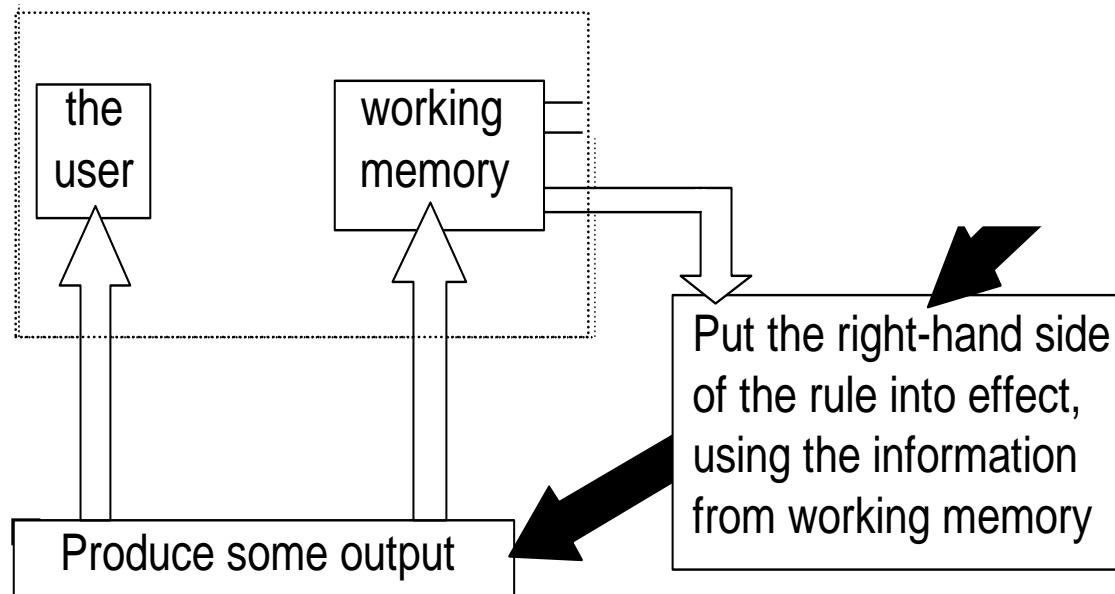 the
user
working
memory
Put the right-hand side
of the rule into effect,
using the information
from working memory
Produce some output